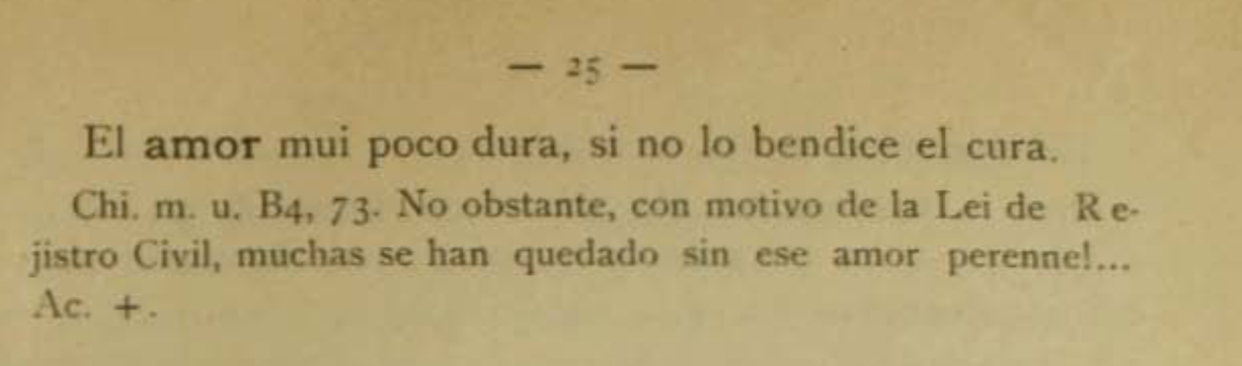 — 25 —
El amor mui poco dura, si no lo bendice el cura.
Chi. m. u. B4, 73. No obstante, con motivo de la Lei de Re-
jistro Civil, muchas se han quedado sin ese amor perenne!...
Ac. +.